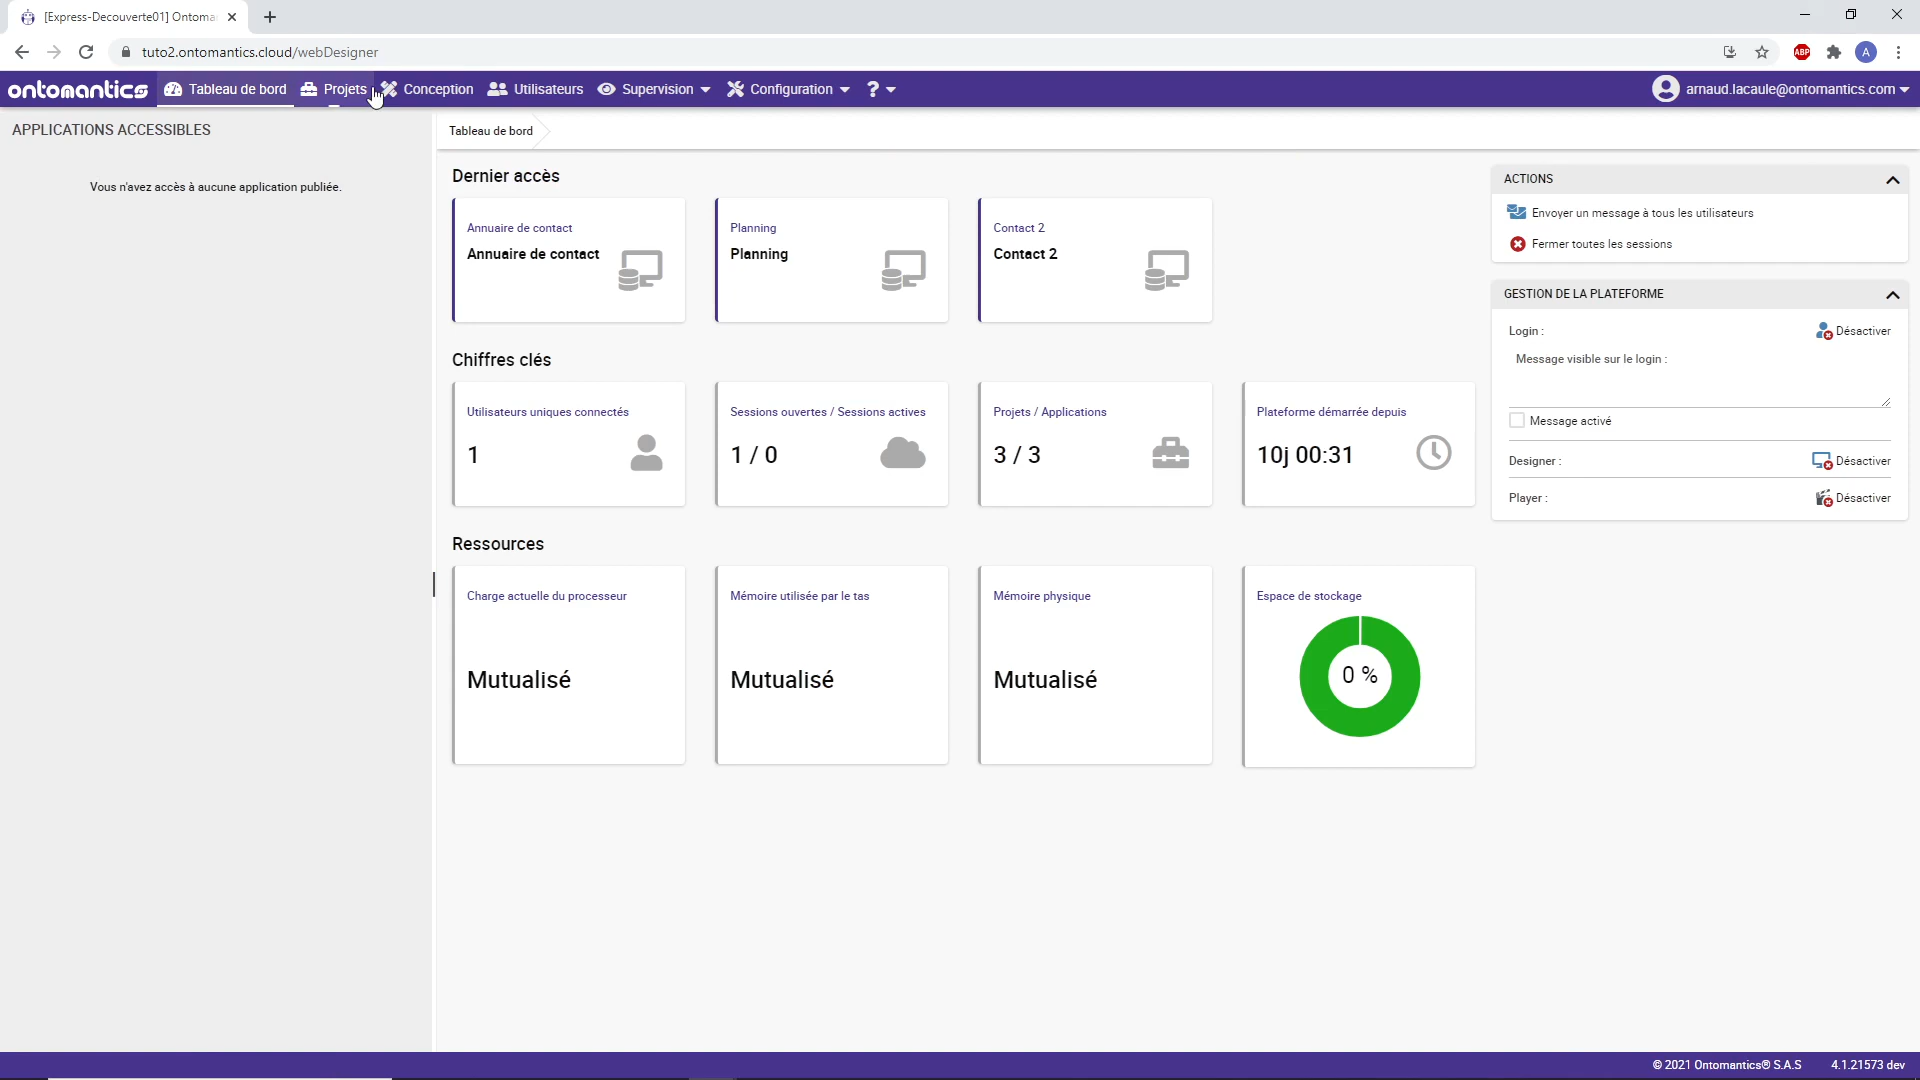 [Express-Decouverte01] Ontoma
tuto2.ontomantics.cloud/webDesigner
ABP
A
ontomantics
Tableau de bord
Projets
Conception
Utilisateurs
Supervision
Configuration
?
arnaud.lacaule@ontomantics.com
APPLICATIONS ACCESSIBLES
Vous n'avez accès à aucune application publiée.
Tableau de bord
Dernier accès
Annuaire de contact
Annuaire de contact
Planning
Planning
Contact 2
Contact 2
Chiffres clés
Utilisateurs uniques connectés
1
Sessions ouvertes / Sessions actives
1 / 0
Projets / Applications
3 / 3
Plateforme démarrée depuis
10j 00:31
Ressources
Charge actuelle du processeur
Mutualisé
Mémoire utilisée par le tas
Mutualisé
Mémoire physique
Mutualisé
Espace de stockage
0 %
ACTIONS
Envoyer un message à tous les utilisateurs
Fermer toutes les sessions
GESTION DE LA PLATEFORME
Login :
Désactiver
Message visible sur le login :
Message activé
Designer :
Désactiver
Player :
Désactiver
© 2021 Ontomantics® S.A.S
4.1.21573 dev